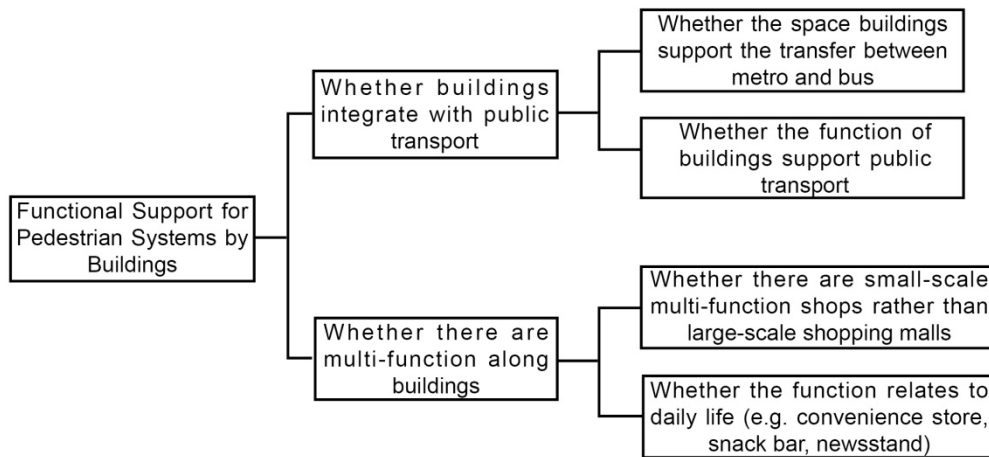 Whether the space buildings
support the transfer between
metro and bus
Whether buildings
integrate with public
transport
Whether the function of
buildings support public
transport
Functional Support for
Pedestrian Systems by
Buildings
Whether there are small-scale
multi-function shops rather than
large-scale shopping malls
Whether there are
multi-function along
buildings
Whether the function relates to
daily life (e.g. convenience store,
snack bar, newsstand)